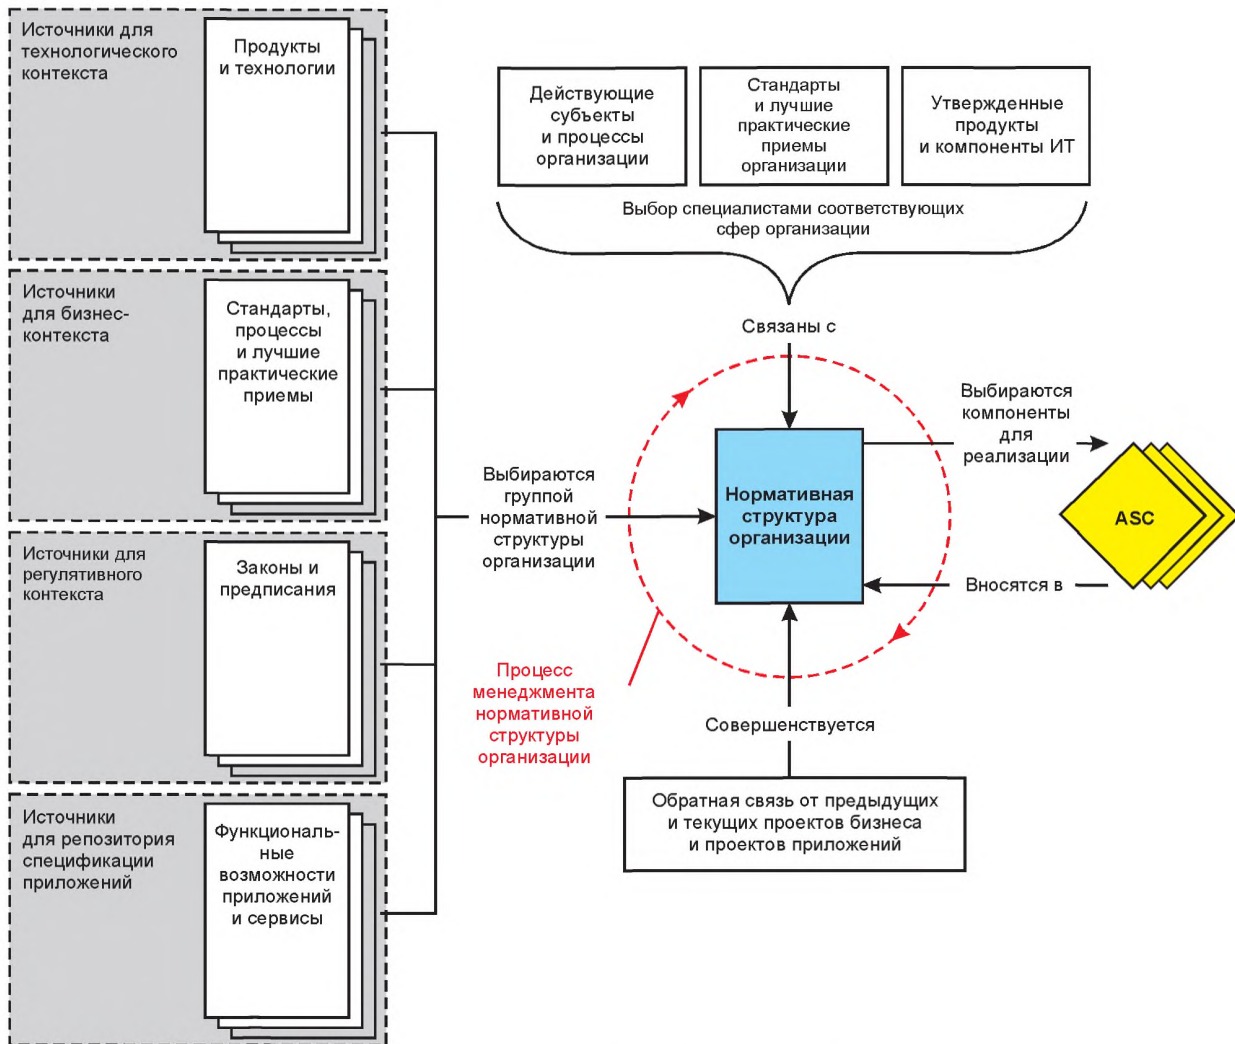 Источники для
технологического
контекста
Продукты
и технологии
Источники
для бизнес-
контекста
Стандарты,
процессы
и лучшие
практические
приемы
Источники для
регулятивного
контекста
Законы и
предписания
Источники
для репозитория
спецификации
приложений
Функциональ-
ные
возможности
приложений
и сервисы
Выбираются
группой
нормативной
структуры
организации
Процесс
менеджмента
нормативной
структуры
организации
Действующие
субъекты
и процессы
организации
Стандарты
и лучшие
практические
приемы
организации
Утвержденные
продукты
и компоненты ИТ
Выбор специалистами соответствующих
сфер организации
Связаны с
Нормативная
структура
организации
Выбираются
компоненты
для
реализации
ASC
Вносятся в
Совершенствуется
Обратная связь от предыдущих
и текущих проектов бизнеса
и проектов приложений